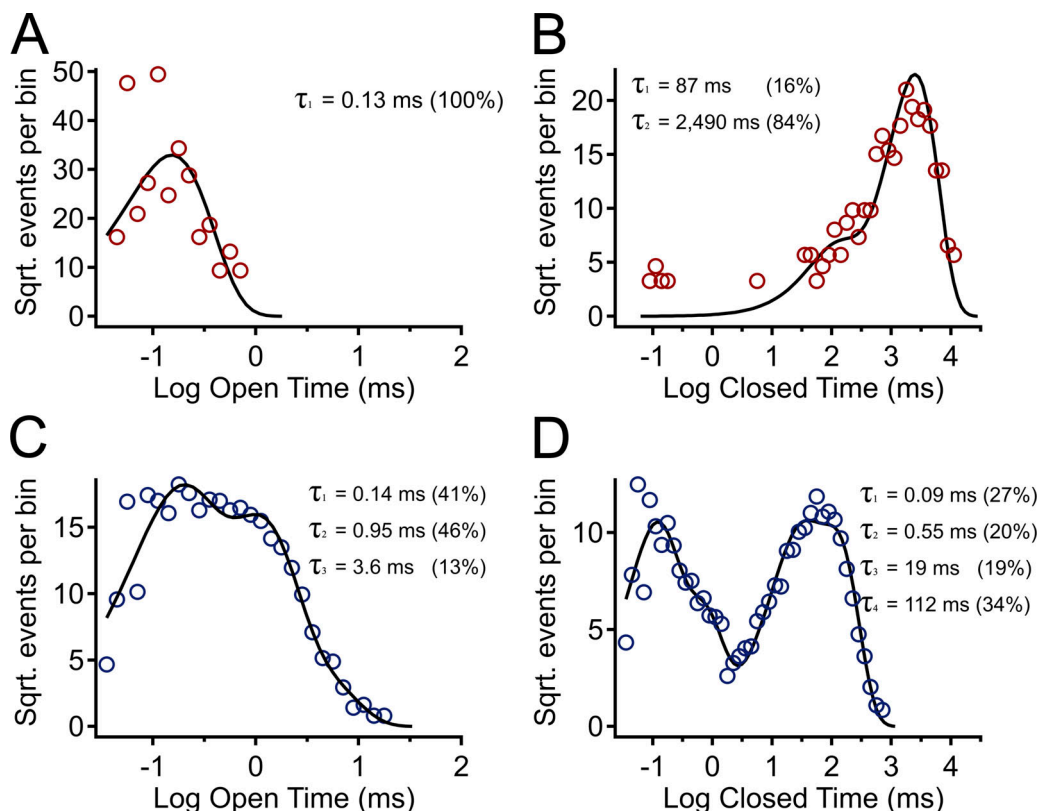 A
Sqrt. events per bin
50
40
30
20
10
0
τ1 = 0.13 ms (100%)
-1 0 1 2
Log Open Time (ms)
B
Sqrt. events per bin
20
15
10
5
0
τ1 = 87 ms (16%)
τ2 = 2,490 ms (84%)
-1 0 1 2 3 4
Log Closed Time (ms)
C
Sqrt. events per bin
15
10
5
0
τ1 = 0.14 ms (41%)
τ2 = 0.95 ms (46%)
τ3 = 3.6 ms (13%)
-1 0 1 2
Log Open Time (ms)
D
Sqrt. events per bin
10
5
0
τ1 = 0.09 ms (27%)
τ2 = 0.55 ms (20%)
τ3 = 19 ms (19%)
τ4 = 112 ms (34%)
-1 0 1 2 3 4
Log Closed Time (ms)